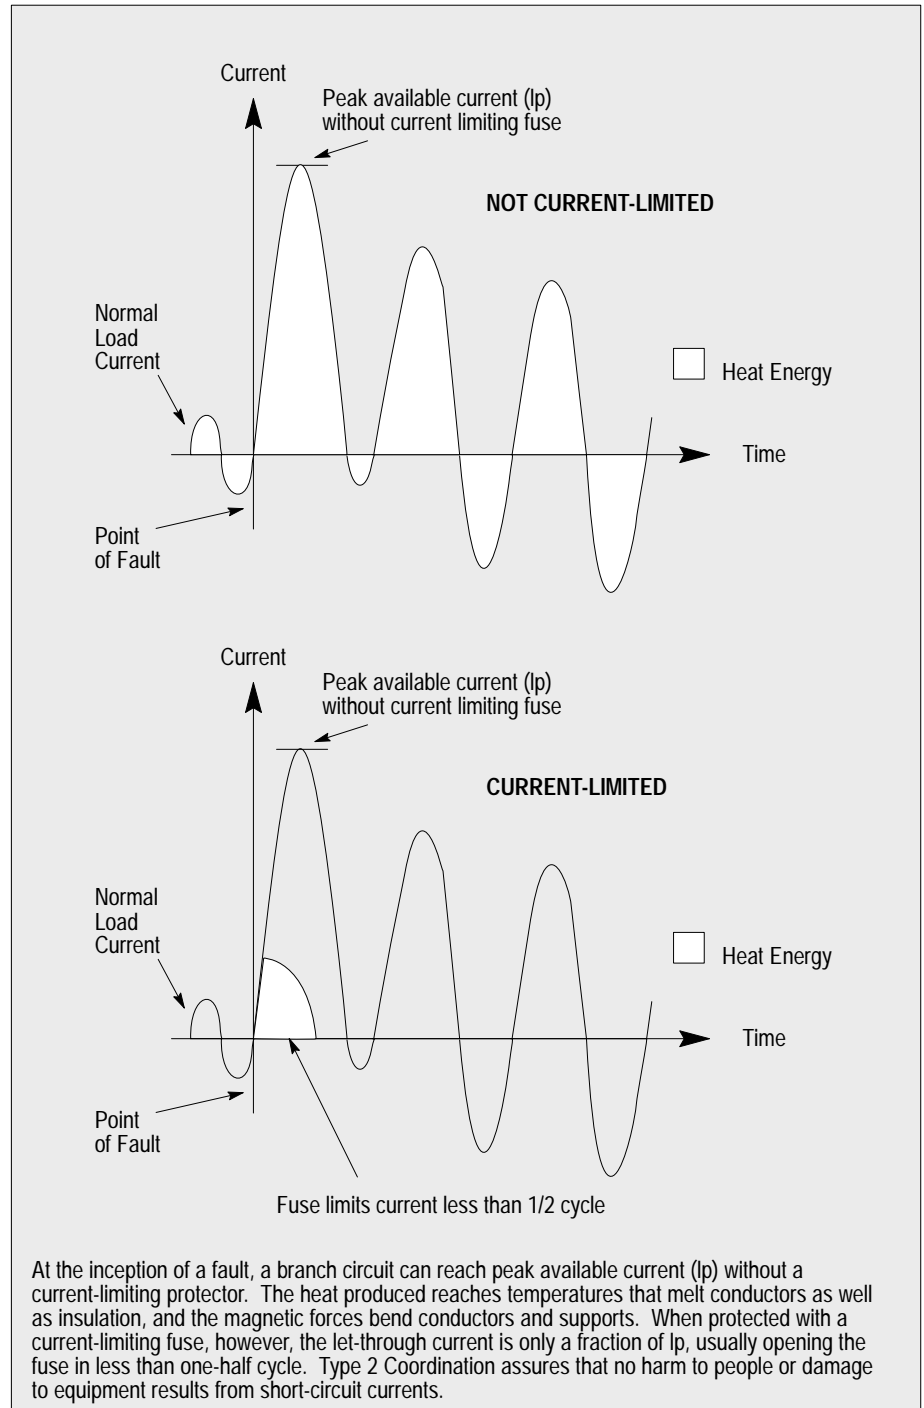 Current
Peak available current (Ip)
without current limiting fuse
NOT CURRENT-LIMITED
Normal
Load
Current
Heat Energy
Time
Point
of Fault
Current
Peak available current (Ip)
without current limiting fuse
CURRENT-LIMITED
Normal
Load
Current
Heat Energy
Time
Point
of Fault
Fuse limits current less than 1/2 cycle
At the inception of a fault, a branch circuit can reach peak available current (Ip) without a
current-limiting protector. The heat produced reaches temperatures that melt conductors as well
as insulation, and the magnetic forces bend conductors and supports. When protected with a
current-limiting fuse, however, the let-through current is only a fraction of Ip, usually opening the
fuse in less than one-half cycle. Type 2 Coordination assures that no harm to people or damage
to equipment results from short-circuit currents.